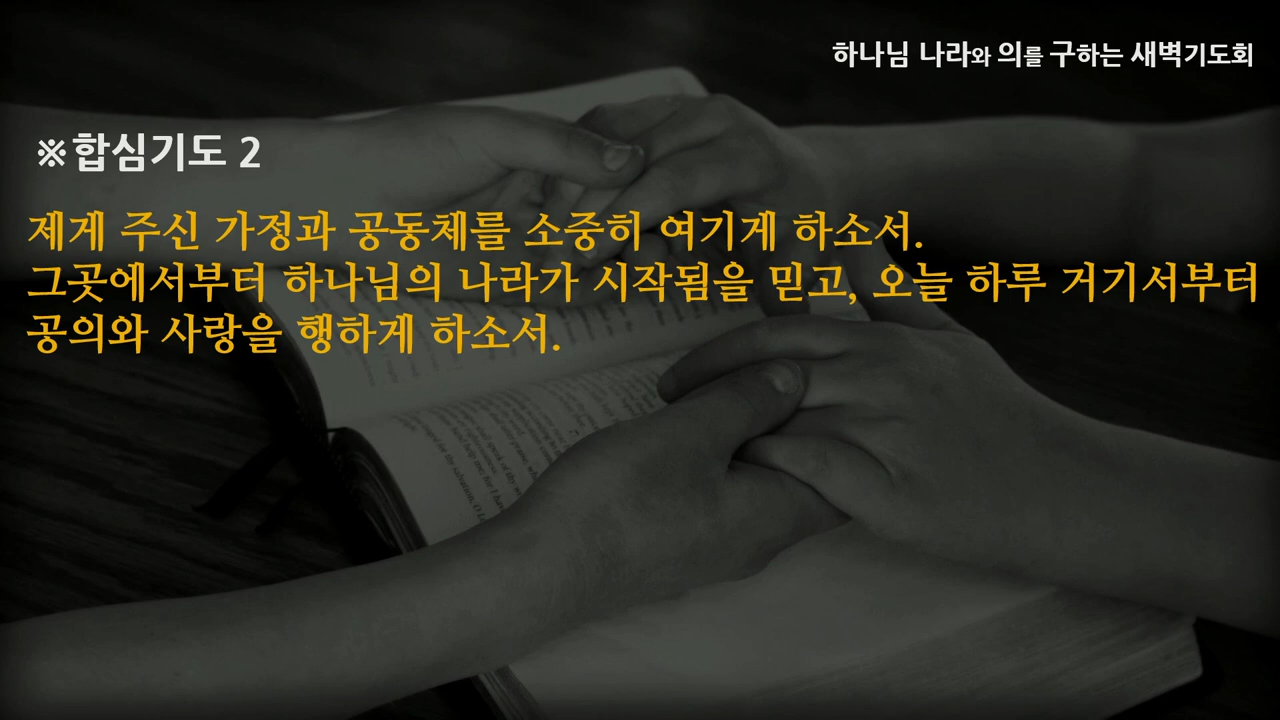 하나님 나라와 의를 구하는 새벽기도회
※합심기도 2
제게 주신 가정과 공동체를 소중히 여기게 하소서.
그곳에서부터 하나님의 나라가 시작됨을 믿고, 오늘 하루 거기서부터
공의와 사랑을 행하게 하소서.